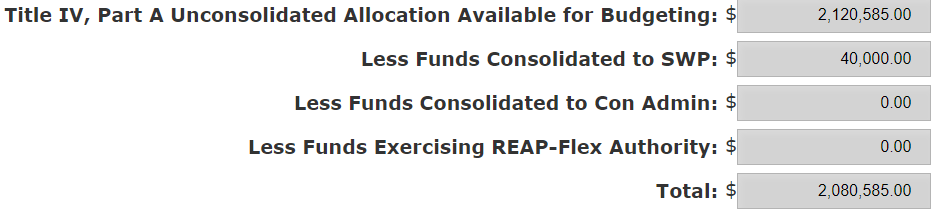 Title IV, Part A Unconsolidated Allocation Available for Budgeting: $ 2,120,585.00
Less Funds Consolidated to SWP: $ 40,000.00
Less Funds Consolidated to Con Admin: $ 0.00
Less Funds Exercising REAP-Flex Authority: $ 0.00
Total: $ 2,080,585.00